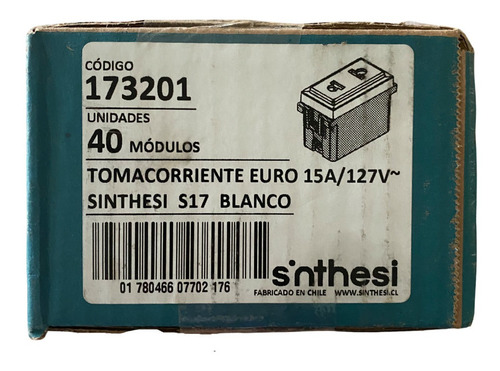 CÓDIGO
173201
UNIDADES
40 MÓDULOS
TOMACORRIENTE EURO 15A/127V~
SINTHESI S17 BLANCO
01 780466 07702 176
sinthesi
FABRICADO EN CHILE WWW.SINTHESI.CL